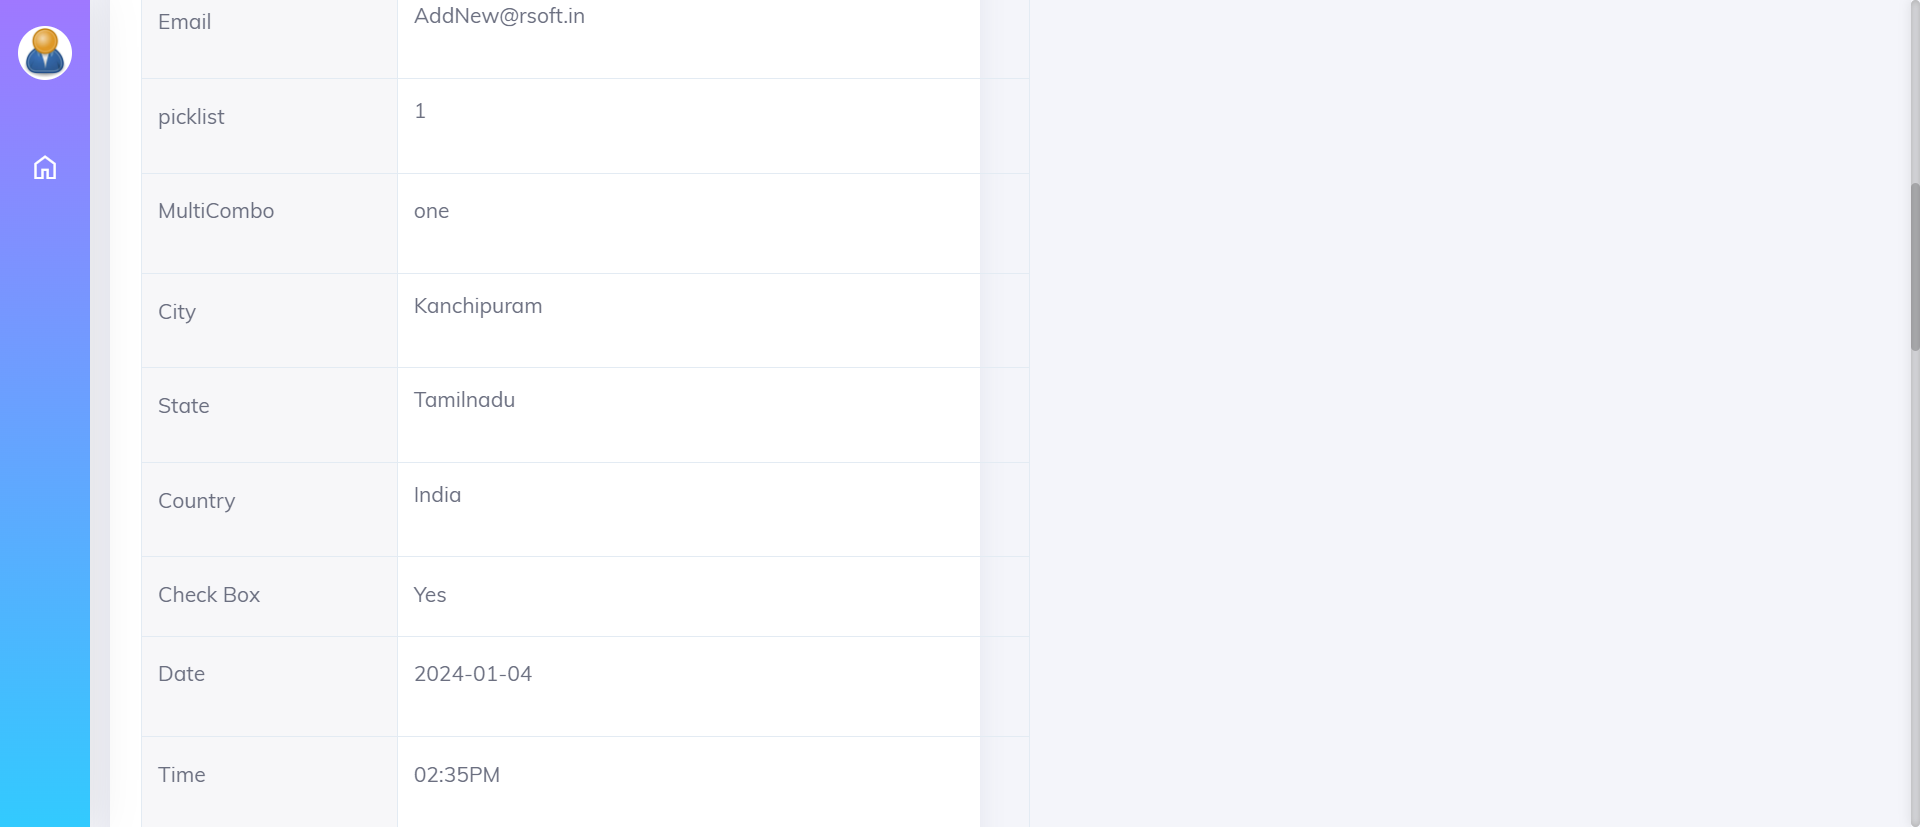 Email AddNew@rsoft.in
picklist 1
MultiCombo one
City Kanchipuram
State Tamilnadu
Country India
Check Box Yes
Date 2024-01-04
Time 02:35PM